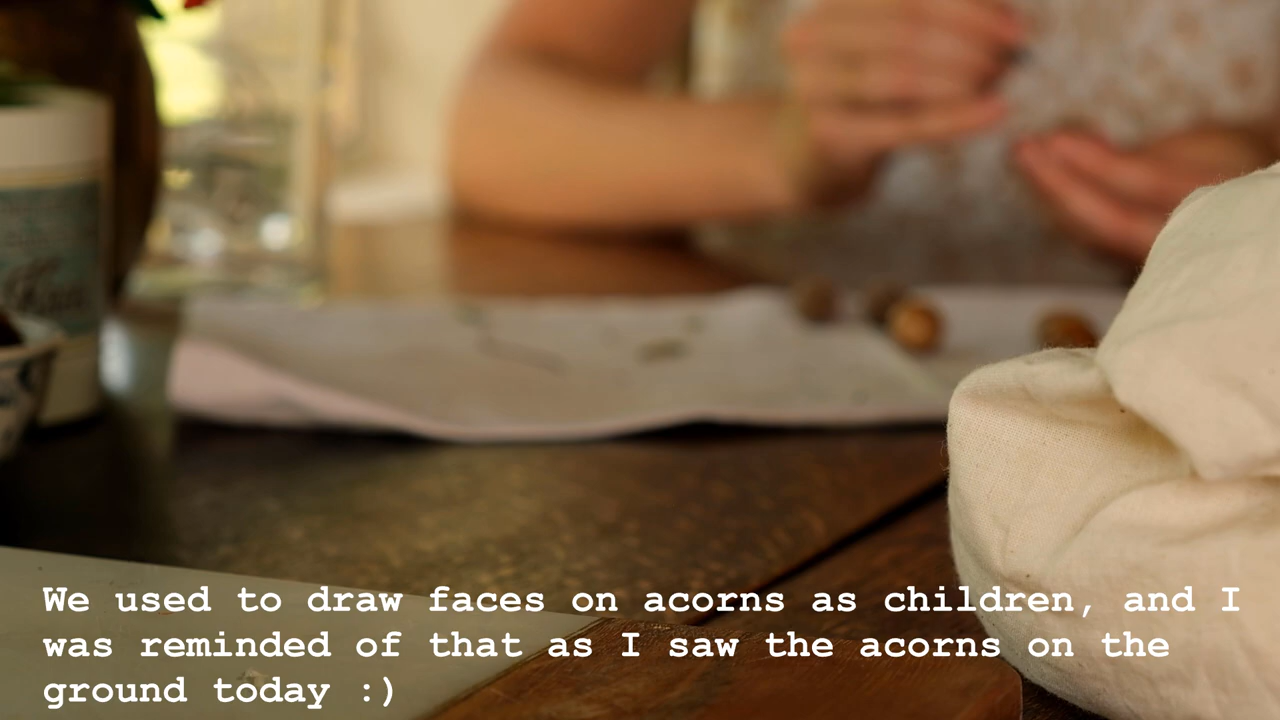 We used to draw faces on acorns as children, and I
was reminded of that as I saw the acorns on the
ground today :)